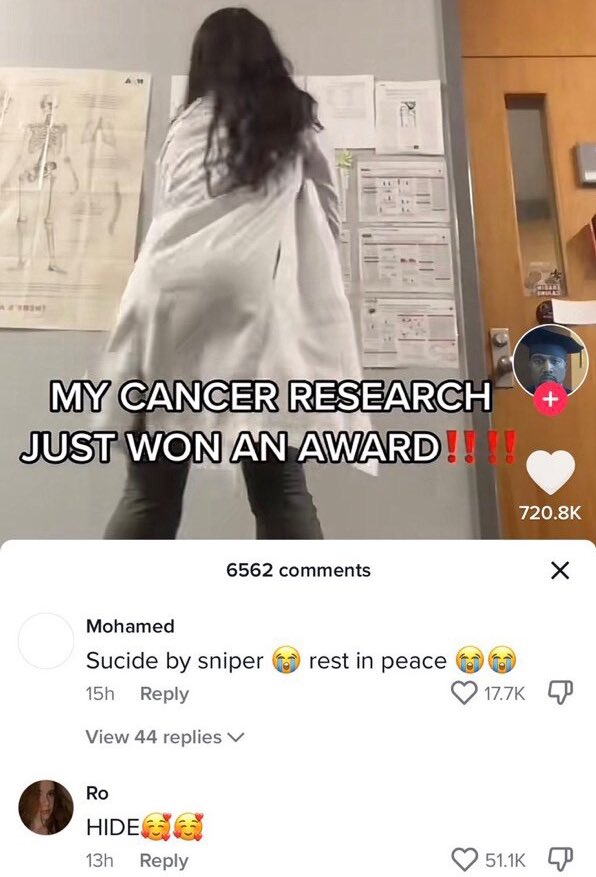 MY CANCER RESEARCH
JUST WON AN AWARD‼️‼️
720.8K
6562 comments
Mohamed
Sucide by sniper 😭 rest in peace 😭😭
15h Reply
17.7K
View 44 replies
Ro
HIDE🥰🥰
13h Reply
51.1K